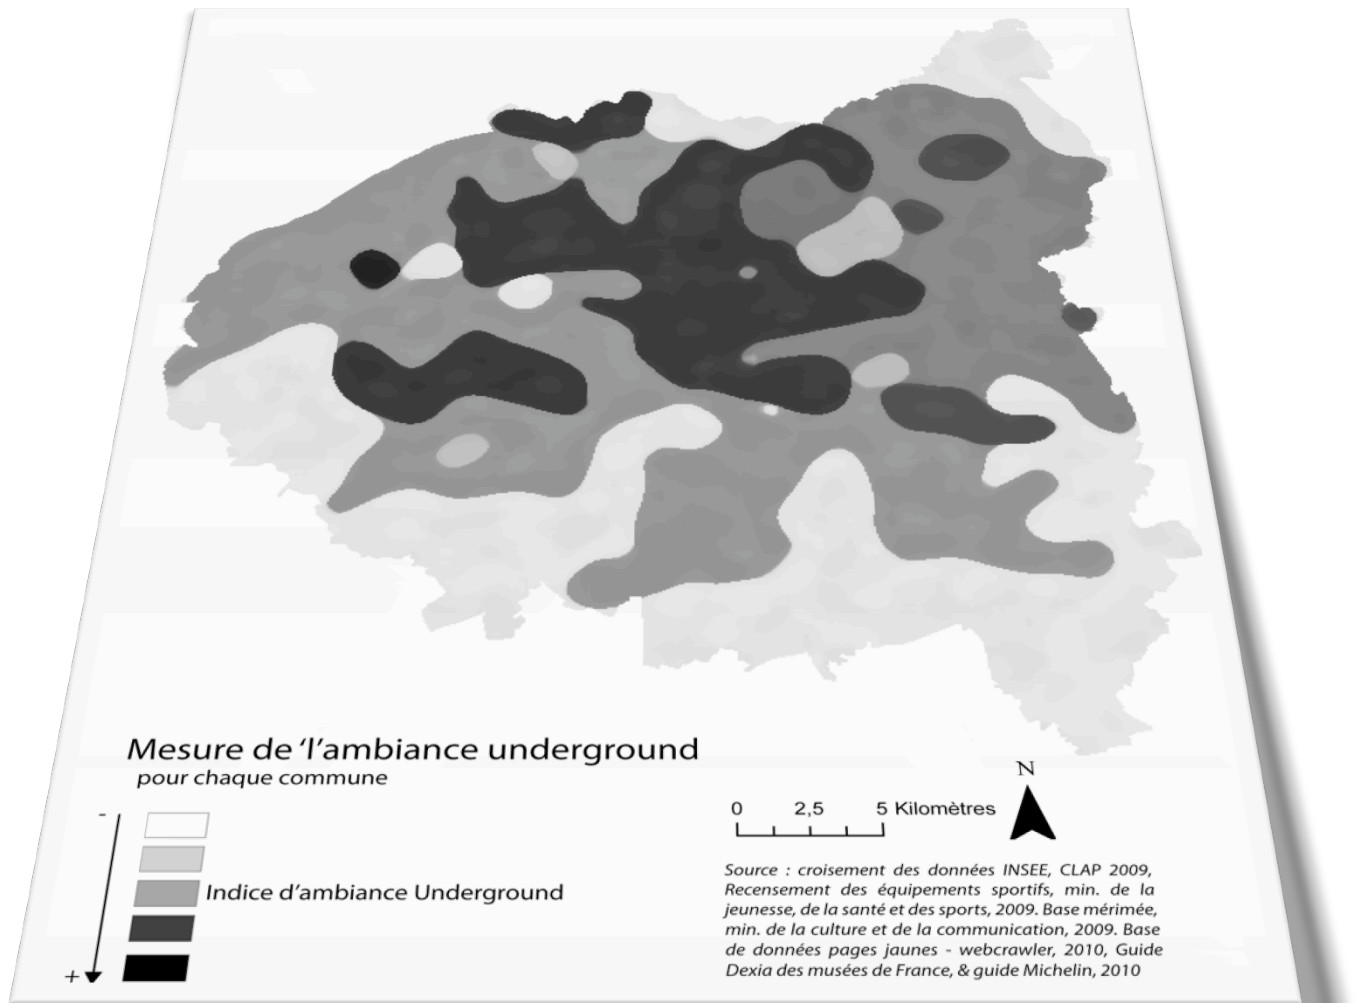 Mesure de ‘l’ambiance underground
pour chaque commune
-
Indice d’ambiance Underground
+
N
0 2,5 5 Kilomètres
Source : croisement des données INSEE, CLAP 2009,
Recensement des équipements sportifs, min. de la
jeunesse, de la santé et des sports, 2009. Base mérimée,
min. de la culture et de la communication, 2009. Base
de données pages jaunes - webcrawler, 2010, Guide
Dexia des musées de France, & guide Michelin, 2010